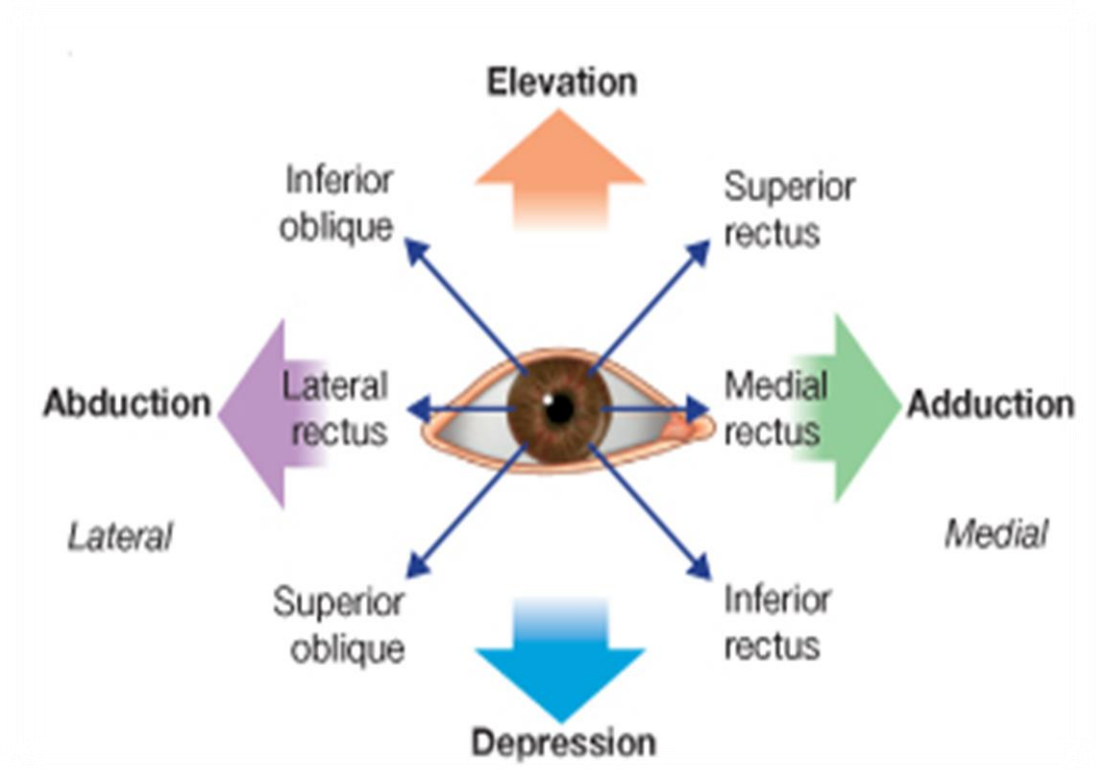 Elevation
Inferior
oblique
Superior
rectus
Abduction
Lateral
rectus
Medial
rectus
Adduction
Lateral
Medial
Superior
oblique
Inferior
rectus
Depression